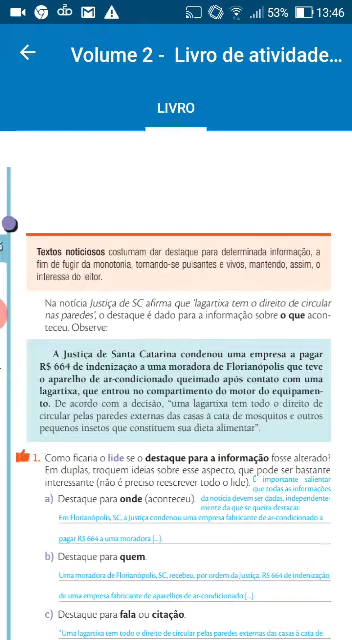 53% 13:46
Volume 2 - Livro de atividade...
LIVRO
Textos noticiosos costumam dar destaque para determinada informação, a
fim de fugir da monotonia, tornando-se pulsantes e vivos, mantendo, assim, o
interesse do leitor.
Na notícia Justiça de SC afirma que 'lagartixa tem o direito de circular
nas paredes', o destaque é dado para a informação sobre o que acon-
teceu. Observe:
A Justiça de Santa Catarina condenou uma empresa a pagar
R$ 664 de indenização a uma moradora de Florianópolis que teve
o aparelho de ar-condicionado queimado após contato com uma
lagartixa, que entrou no compartimento do motor do equipamen-
to. De acordo com a decisão, "uma lagartixa tem todo o direito de
circular pelas paredes externas das casas à cata de mosquitos e outros
pequenos insetos que constituem sua dieta alimentar".
1. Como ficaria o lide se o destaque para a informação fosse alterado?
Em duplas, troquem ideias sobre esse aspecto, que pode ser bastante
interessante (não é preciso reescrever todo o lide). É importante salientar
que todas as informações
a) Destaque para onde (aconteceu). da notícia devem ser dadas, independente-
mente da que se queira destacar.
Em Florianópolis, SC, a Justiça condenou uma empresa fabricante de ar-condicionado a
pagar R$ 664 a uma moradora (...).
b) Destaque para quem.
Uma moradora de Florianópolis, SC, recebeu, por ordem da Justiça, R$ 664 de indenização
de uma empresa fabricante de aparelhos de ar-condicionado (...).
c) Destaque para fala ou citação.
"Uma lagartixa tem todo o direito de circular pelas paredes externas das casas à cata de